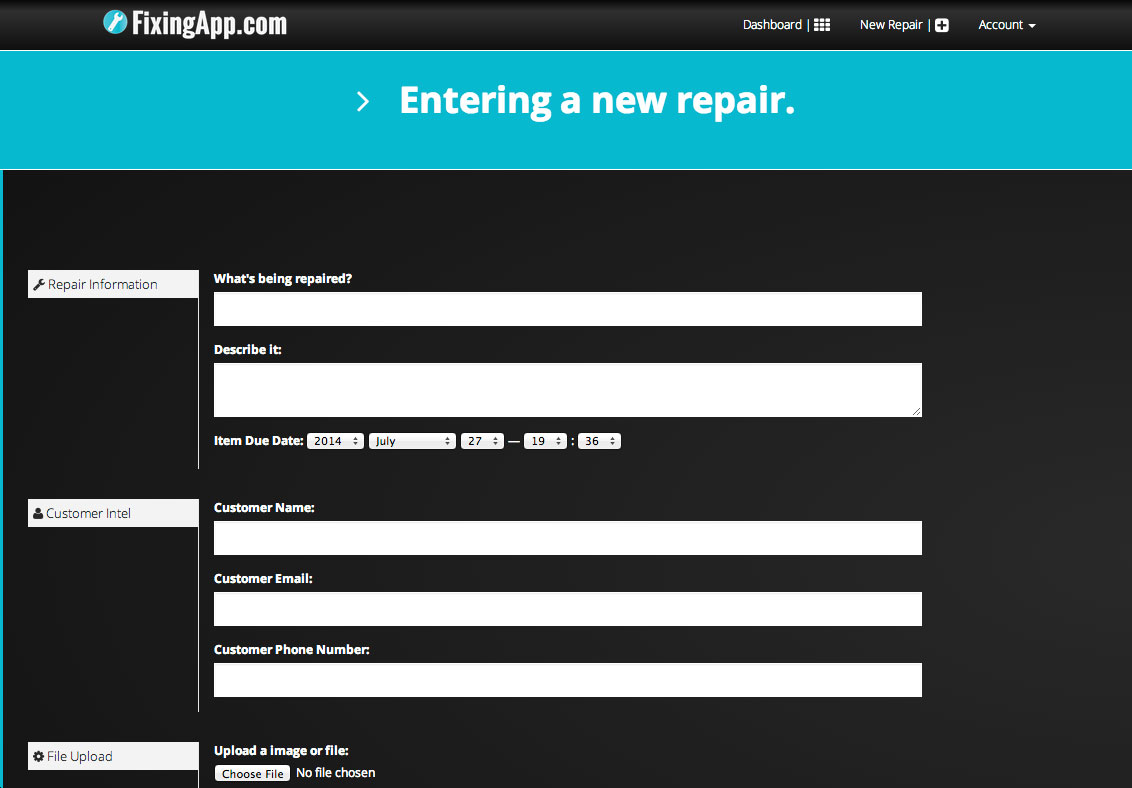 FixingApp.com
Dashboard | New Repair | Account
Entering a new repair.
Repair Information
What's being repaired?
Describe it:
Item Due Date: 2014 July 27 — 19 : 36
Customer Intel
Customer Name:
Customer Email:
Customer Phone Number:
File Upload
Upload a image or file:
Choose File No file chosen